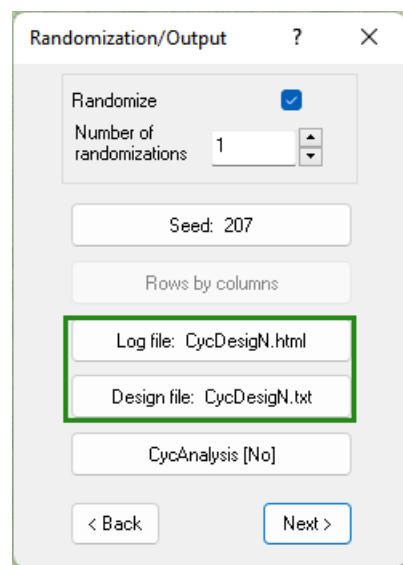 Randomization/Output ?
Randomize
Number of
randomizations 1
Seed: 207
Rows by columns
Log file: CycDesigN.html
Design file: CycDesigN.txt
CycAnalysis [No]
< Back Next >